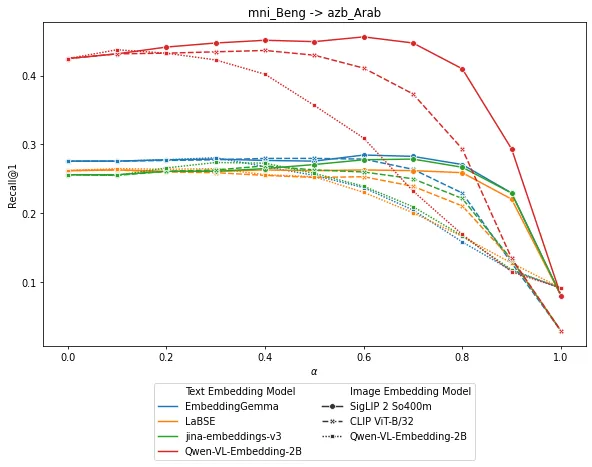 mni_Beng -> azb_Arab
Recall@1
0.4
0.3
0.2
0.1
0.0 0.2 0.4 0.6 0.8 1.0
α
Text Embedding Model Image Embedding Model
EmbeddingGemma SigLIP 2 So400m
LaBSE CLIP ViT-B/32
jina-embeddings-v3 Qwen-VL-Embedding-2B
Qwen-VL-Embedding-2B